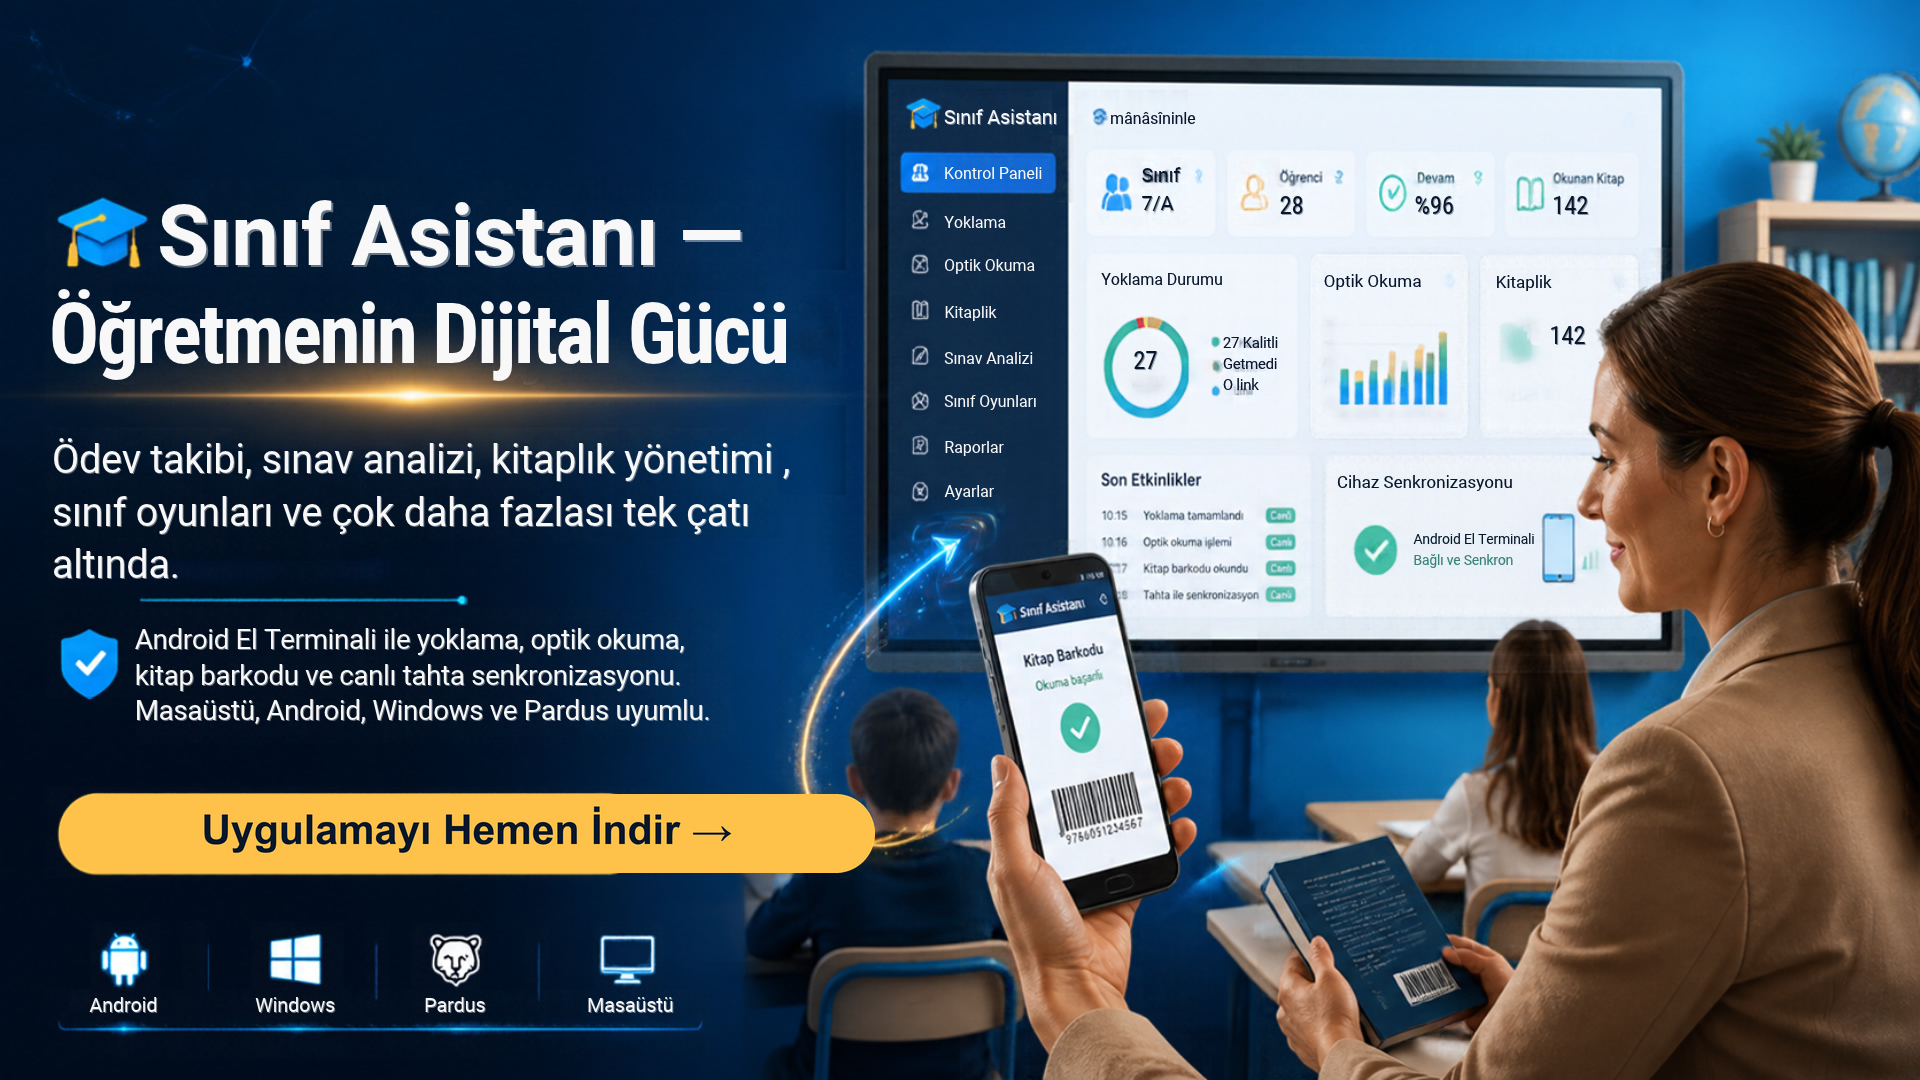 Sınıf Asistanı —
Öğretmenin Dijital Gücü
Ödev takibi, sınav analizi, kitaplık yönetimi ,
sınıf oyunları ve çok daha fazlası tek çatı
altında.
Android El Terminali ile yoklama, optik okuma,
kitap barkodu ve canlı tahta senkronizasyonu.
Masaüstü, Android, Windows ve Pardus uyumlu.
Uygulamayı Hemen İndir →
Android
Windows
Pardus
Masaüstü
Sınıf Asistanı
Kontrol Paneli
Yoklama
Optik Okuma
Kitaplik
Sınav Analizi
Sınıf Oyunları
Raporlar
Ayarlar
mânâsîninle
Sınıf
7/A
Öğrenci
28
Devam
%96
Okunan Kitap
142
Yoklama Durumu
27
27 Kalitli
Getmedi
O link
Optik Okuma
Kitaplik
142
Son Etkinlikler
10.15 Yoklama tamamlandı Canlı
10.16 Optik okuma işlemi Canlı
Kitap barkodu okundu Canlı
Tahta ile senkronizasyon Canlı
Cihaz Senkronizasyonu
Android El Terminali
Bağlı ve Senkron
Sınıf Asistanı
Kitap Barkodu
Okuma başarılı
9786051234567